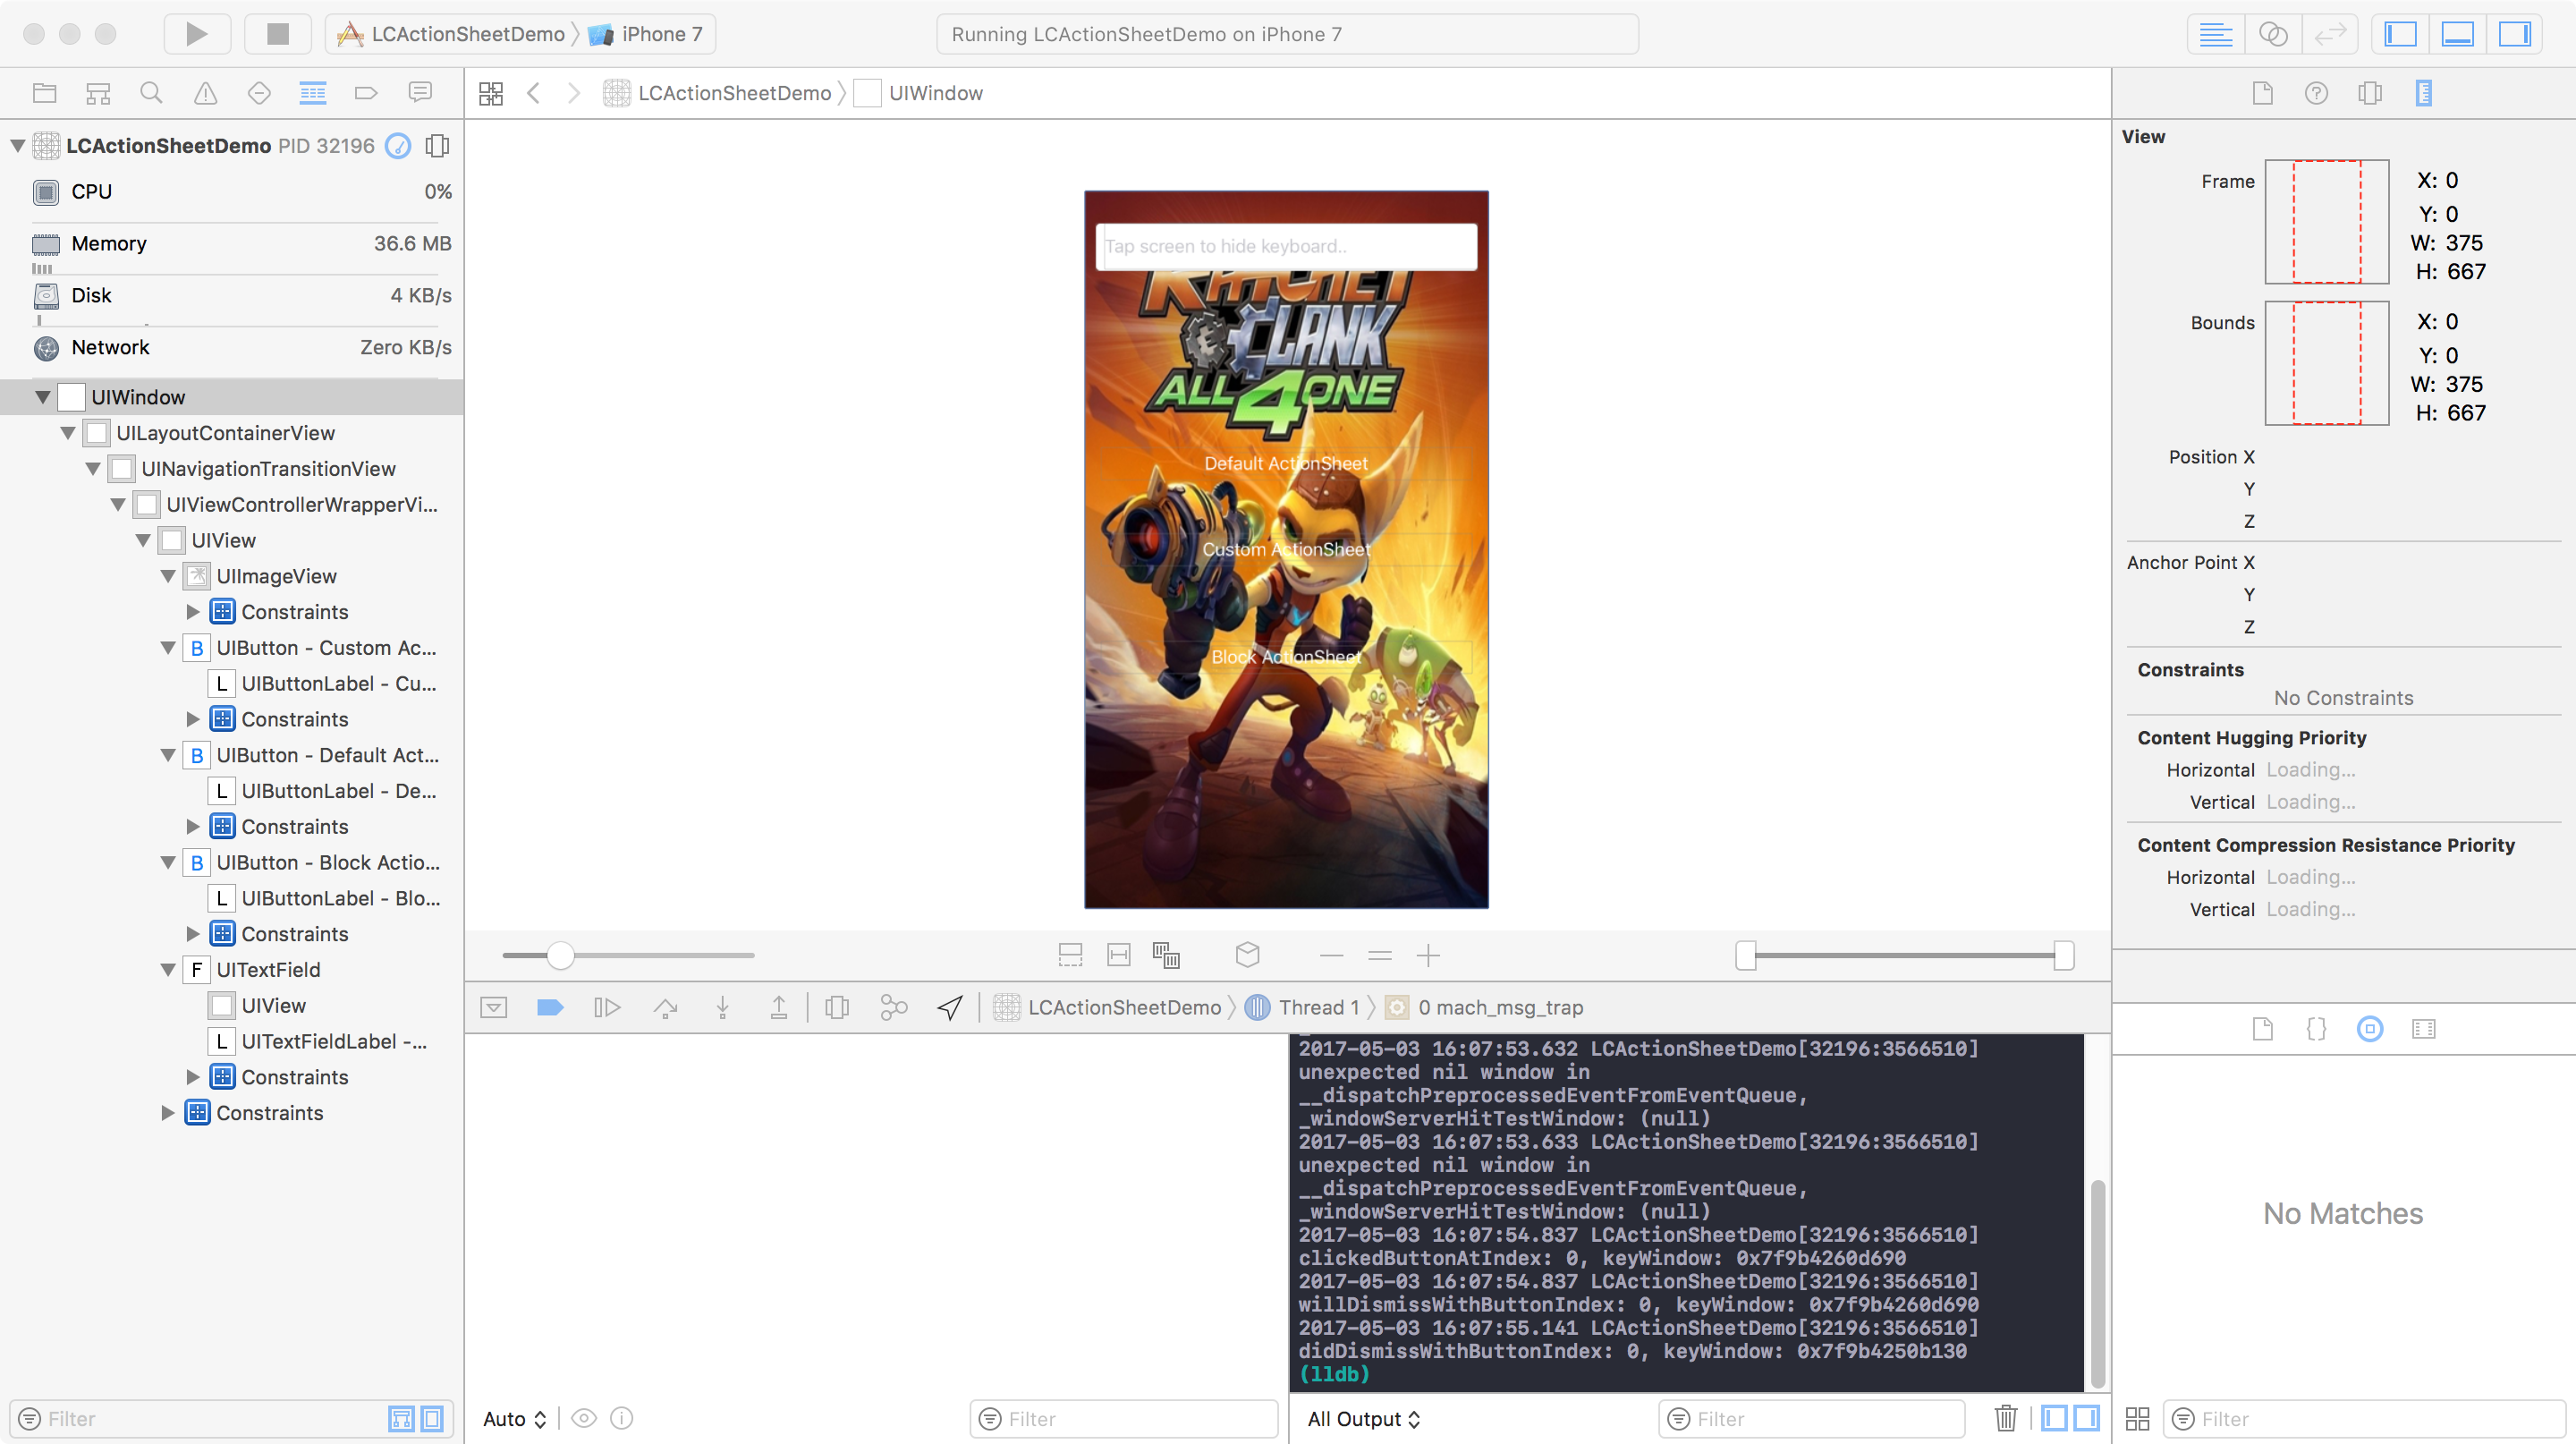 LCActionSheetDemo
iPhone 7
Running LCActionSheetDemo on iPhone 7
LCActionSheetDemo PID 32196
CPU 0%
Memory 36.6 MB
Disk 4 KB/s
Network Zero KB/s
UIWindow
UILayoutContainerView
UINavigationTransitionView
UIViewControllerWrapperVi...
UIView
UIImageView
Constraints
B UIButton - Custom Ac...
L UIButtonLabel - Cu...
Constraints
B UIButton - Default Act...
L UIButtonLabel - De...
Constraints
B UIButton - Block Actio...
L UIButtonLabel - Blo...
Constraints
F UITextField
UIView
L UITextFieldLabel -...
Constraints
Constraints
Filter
LCActionSheetDemo
UIWindow
Tap screen to hide keyboard..
RATCHET
& CLANK
ALL 4 ONE
Default ActionSheet
Custom ActionSheet
Block ActionSheet
LCActionSheetDemo
Thread 1
0 mach_msg_trap
2017-05-03 16:07:53.632 LCActionSheetDemo[32196:3566510]
unexpected nil window in
__dispatchPreprocessedEventFromEventQueue,
_windowServerHitTestWindow: (null)
2017-05-03 16:07:53.633 LCActionSheetDemo[32196:3566510]
unexpected nil window in
__dispatchPreprocessedEventFromEventQueue,
_windowServerHitTestWindow: (null)
2017-05-03 16:07:54.837 LCActionSheetDemo[32196:3566510]
clickedButtonAtIndex: 0, keyWindow: 0x7f9b4260d690
2017-05-03 16:07:54.837 LCActionSheetDemo[32196:3566510]
willDismissWithButtonIndex: 0, keyWindow: 0x7f9b4260d690
2017-05-03 16:07:55.141 LCActionSheetDemo[32196:3566510]
didDismissWithButtonIndex: 0, keyWindow: 0x7f9b4250b130
(lldb)
Auto
Filter
All Output
Filter
View
Frame
X: 0
Y: 0
W: 375
H: 667
Bounds
X: 0
Y: 0
W: 375
H: 667
Position X
Y
Z
Anchor Point X
Y
Z
Constraints
No Constraints
Content Hugging Priority
Horizontal Loading...
Vertical Loading...
Content Compression Resistance Priority
Horizontal Loading...
Vertical Loading...
No Matches
Filter